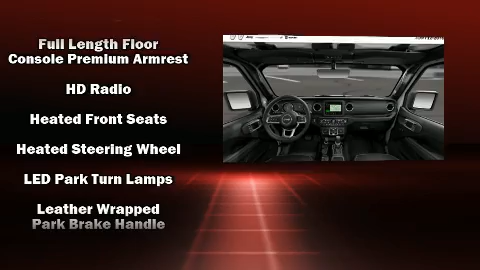 Full Length Floor
Console Premium Armrest
HD Radio
Heated Front Seats
Heated Steering Wheel
LED Park Turn Lamps
Leather Wrapped
Park Brake Handle